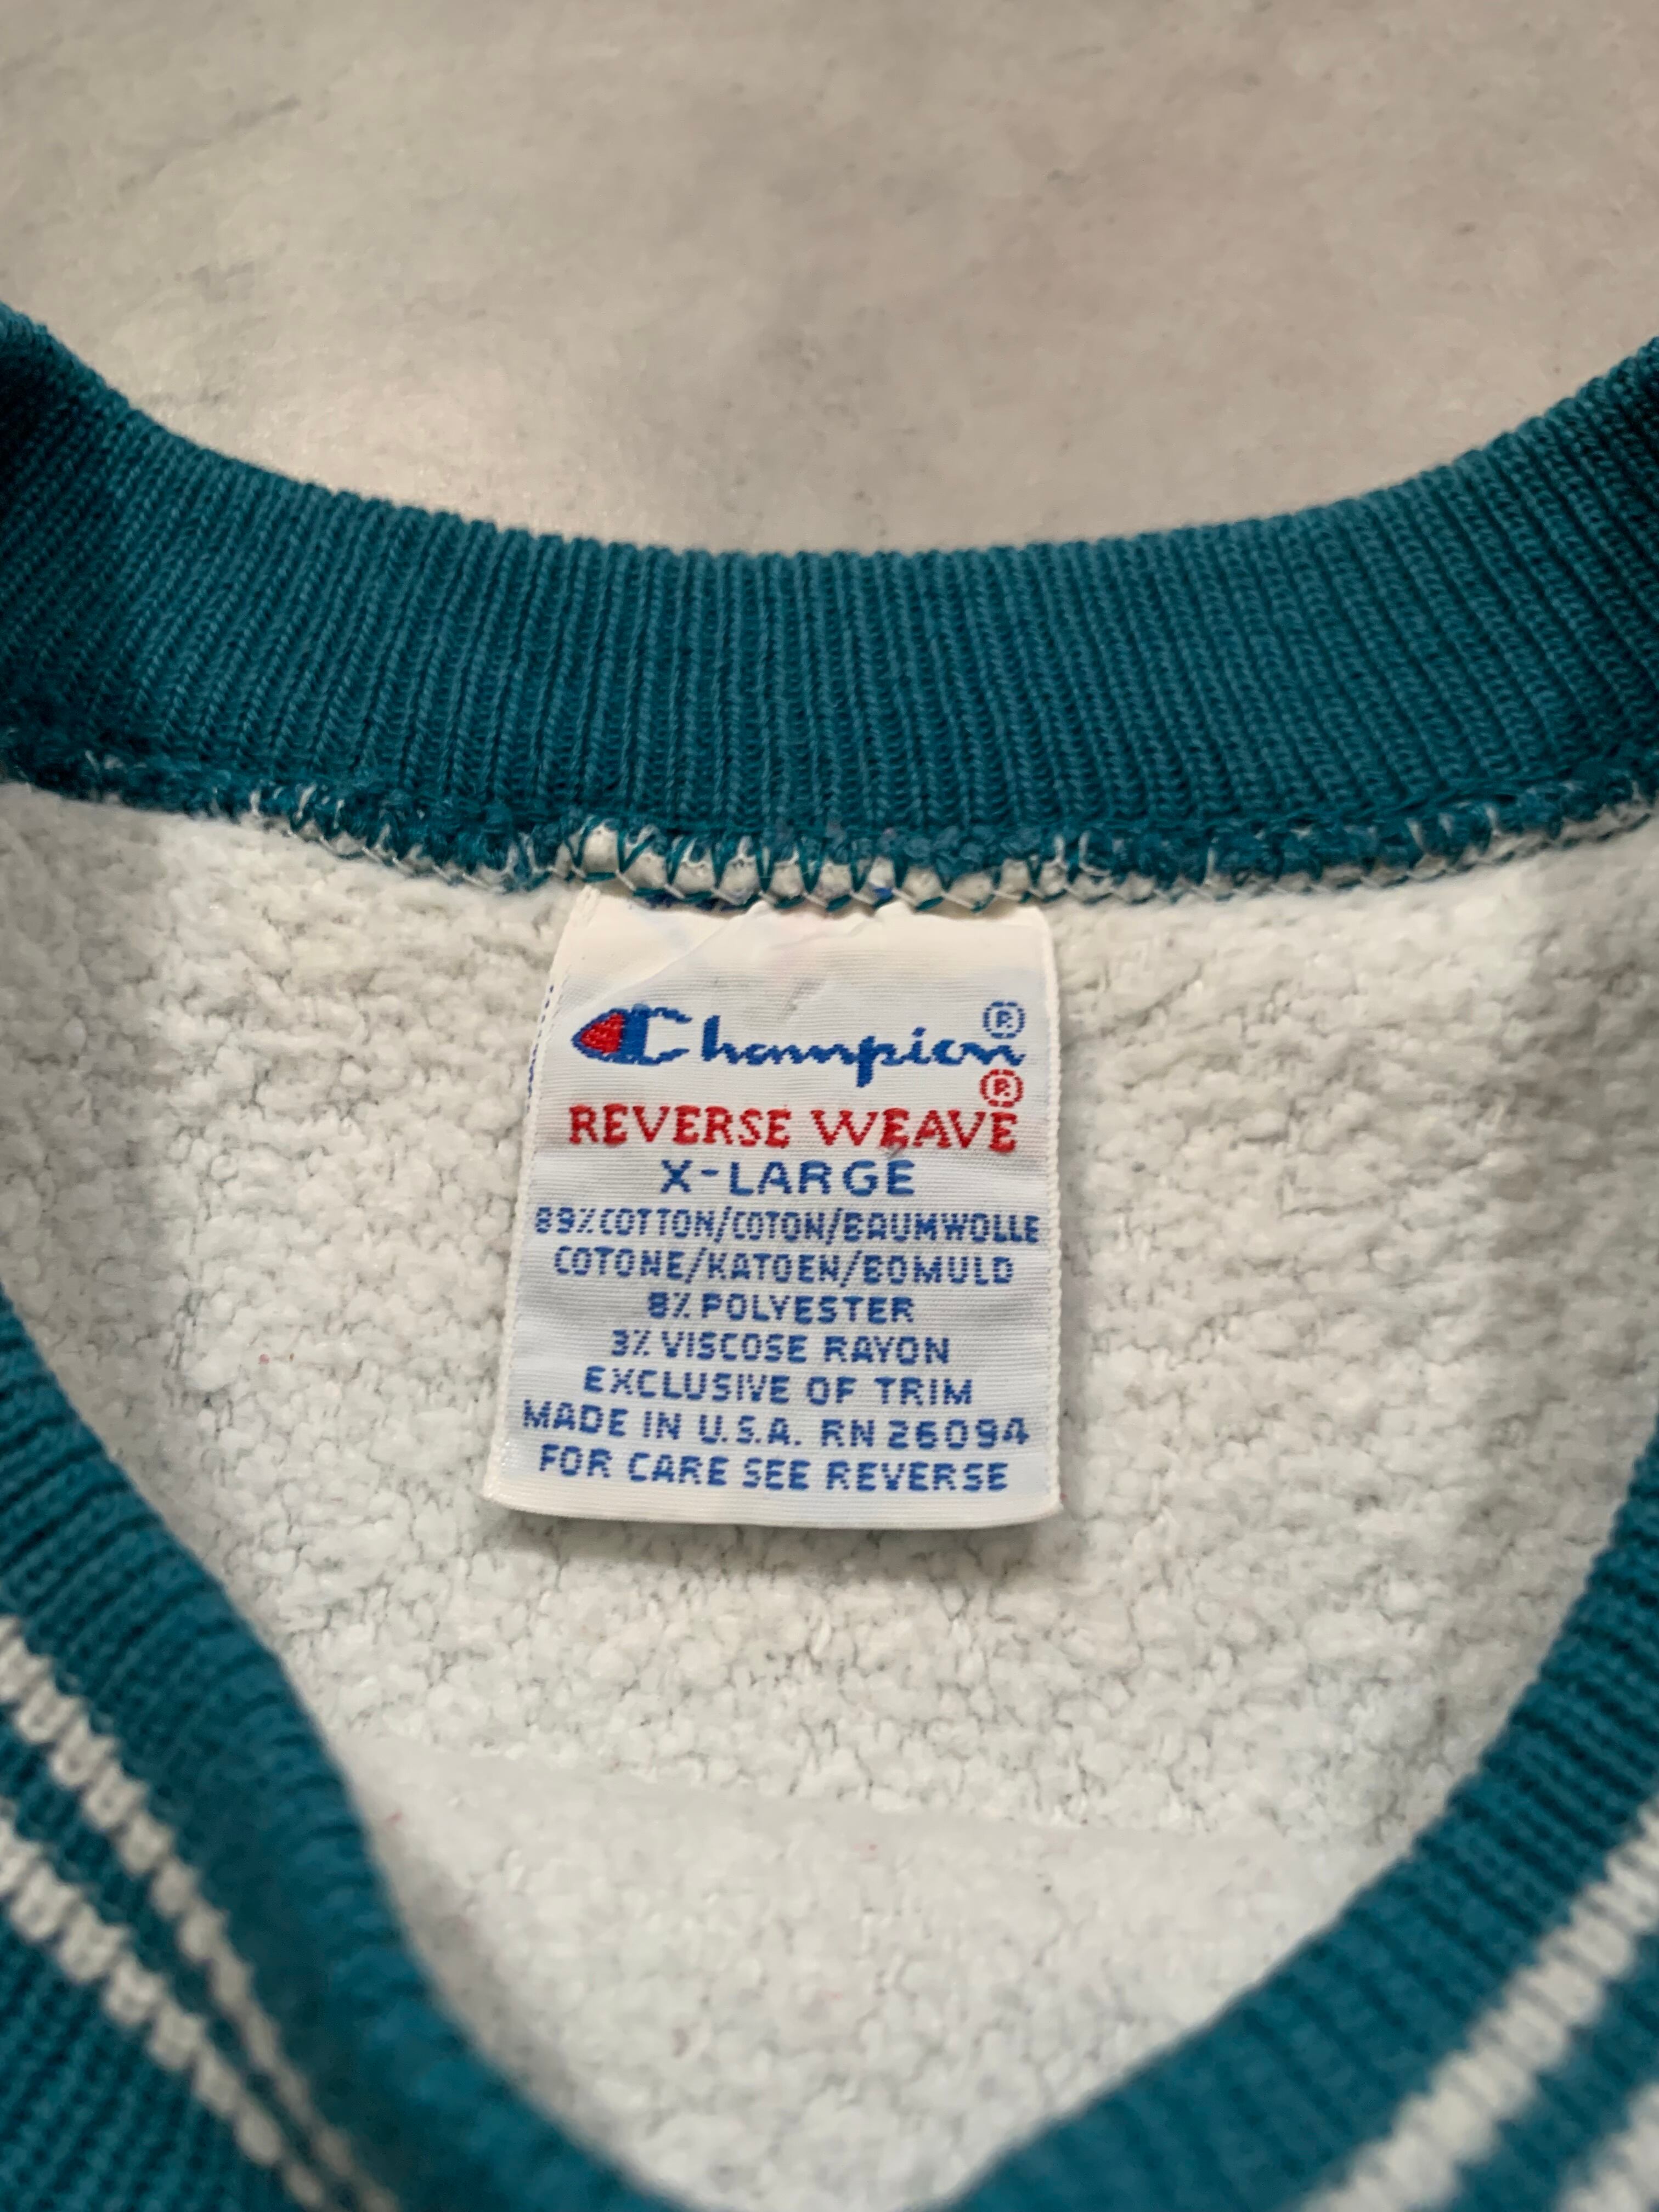 Champion®
REVERSE WEAVE®
X-LARGE
89% COTTON/COTON/BAUMWOLLE
COTONE/KATOEN/BOMULD
8% POLYESTER
3% VISCOSE RAYON
EXCLUSIVE OF TRIM
MADE IN U.S.A. RN 26094
FOR CARE SEE REVERSE